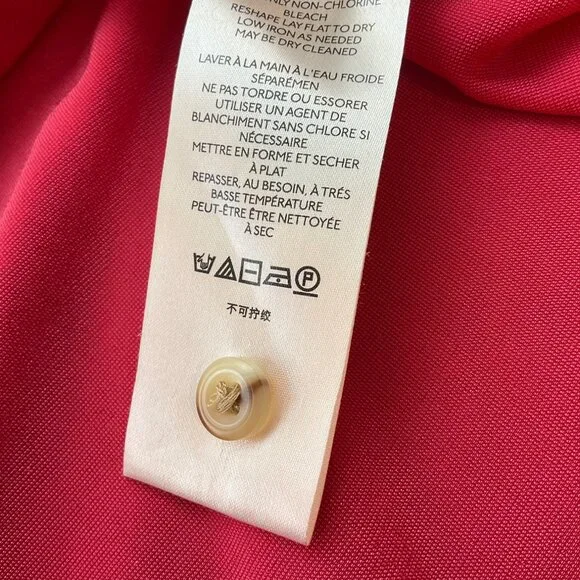 ONLY NON-CHLORINE
BLEACH
RESHAPE LAY FLAT TO DRY
LOW IRON AS NEEDED
MAY BE DRY CLEANED
LAVER À LA MAIN À L'EAU FROIDE
SÉPARÉMEN
NE PAS TORDRE OU ESSORER
UTILISER UN AGENT DE
BLANCHIMENT SANS CHLORE SI
NÉCESSAIRE
METTRE EN FORME ET SECHER
À PLAT
REPASSER, AU BESOIN, À TRÉS
BASSE TEMPÉRATURE
PEUT-ÊTRE ÊTRE NETTOYÉE
À SEC
P
不可拧绞